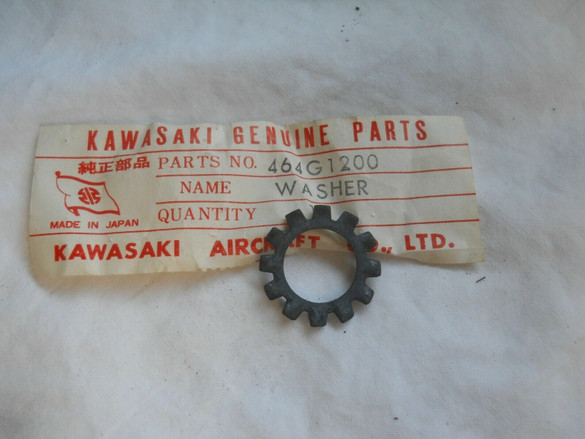 KAWASAKI GENUINE PARTS
純正部品 PARTS NO. 464G1200
NAME WASHER
MADE IN JAPAN QUANTITY
KAWASAKI AIRCRAFT CO., LTD.